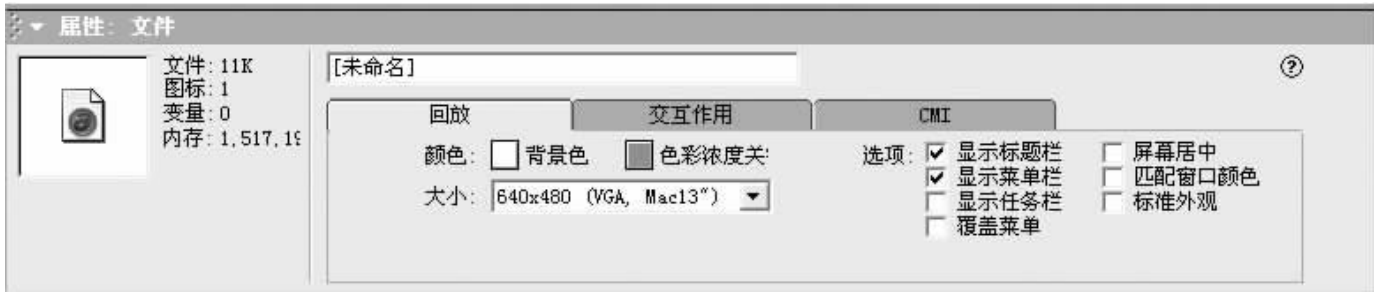 属性: 文件
文件: 11K
图标: 1
变量: 0
内存: 1,517,19
[未命名]
回放
交互作用
CMI
颜色:
背景色
色彩浓度关
大小: 640x480 (VGA, Mac13")
选项:
显示标题栏
显示菜单栏
显示任务栏
覆盖菜单
屏幕居中
匹配窗口颜色
标准外观